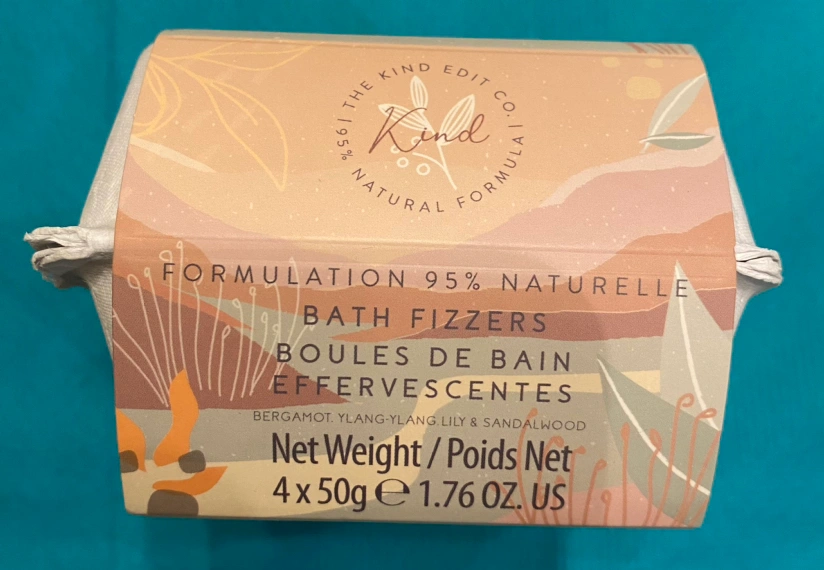 THE KIND EDIT CO.
Kind
| 95% NATURAL FORMULA |
FORMULATION 95% NATURELLE
BATH FIZZERS
BOULES DE BAIN
EFFERVESCENTES
BERGAMOT, YLANG-YLANG, LILY & SANDALWOOD
Net Weight / Poids Net
4 x 50g ℮ 1.76 OZ. US